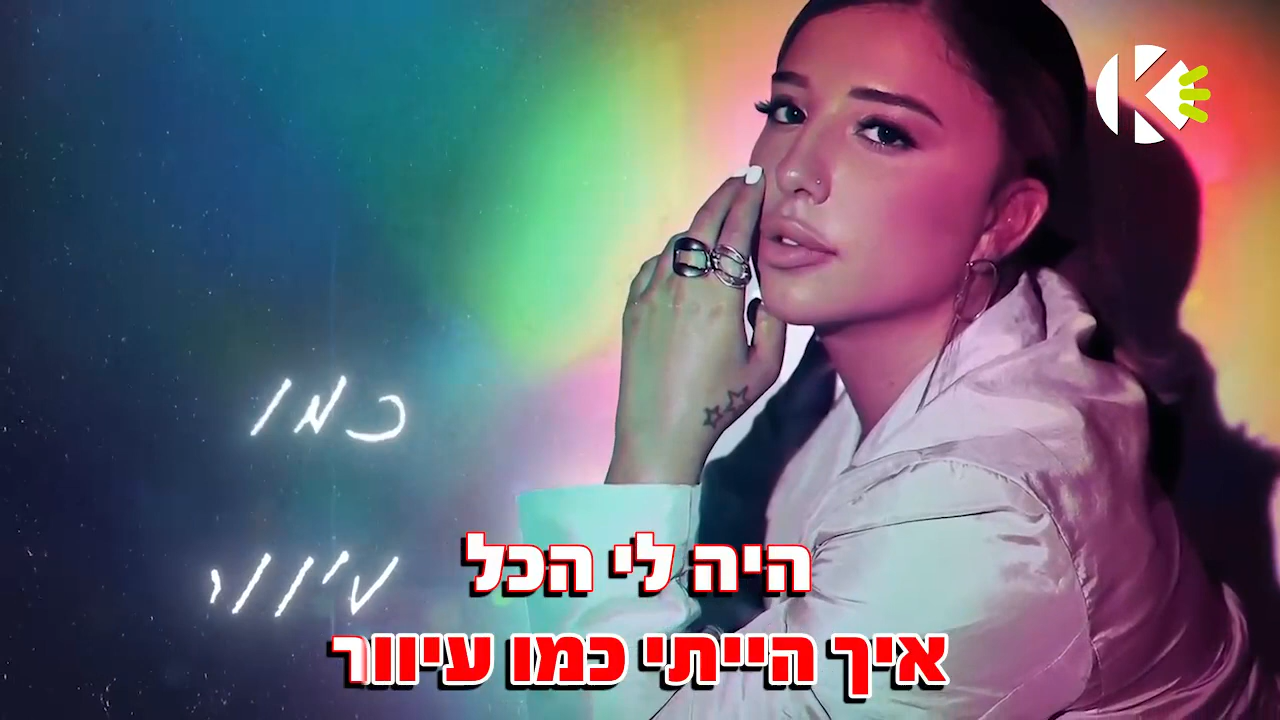 כמו
עיוור
היה לי הכל
איך הייתי כמו עיוור